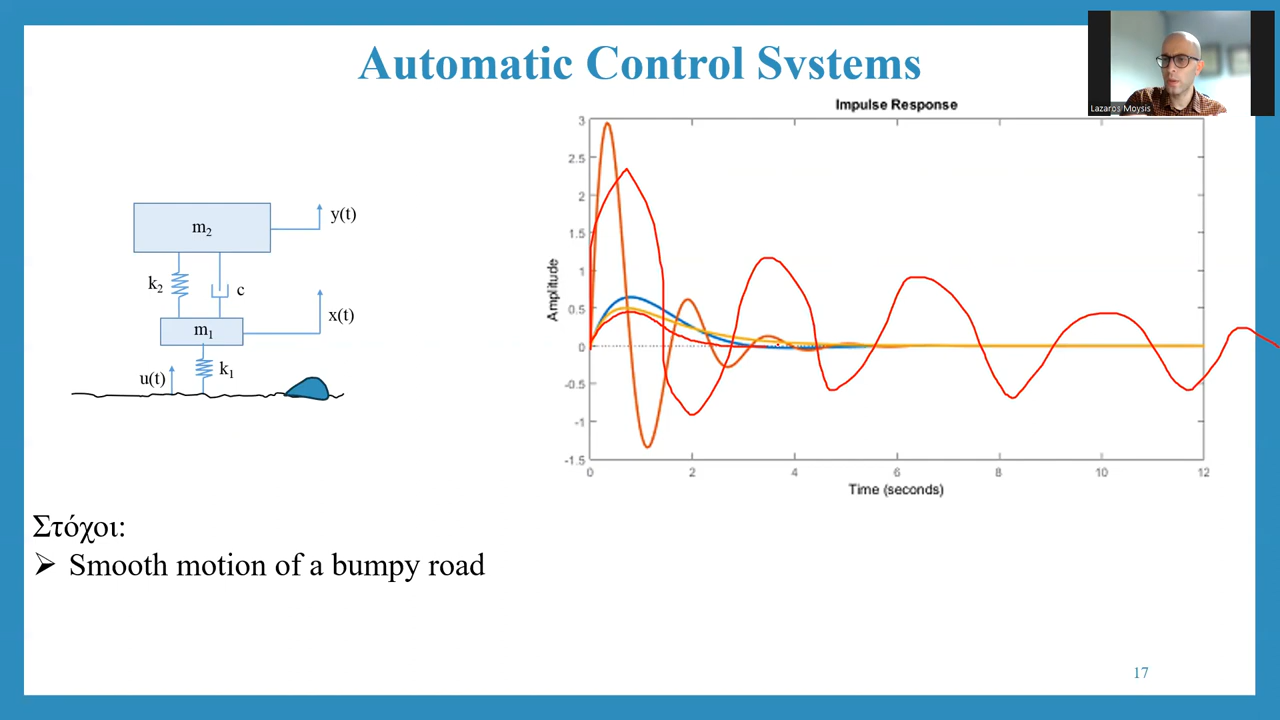 Automatic Control Systems
Lazaros Moysis
Impulse Response
3
2.5
2
1.5
1
0.5
0
-0.5
-1
-1.5
Amplitude
0 2 4 6 8 10 12
Time (seconds)
m2
y(t)
k2
c
m1
x(t)
u(t)
k1
Στόχοι:
➢ Smooth motion of a bumpy road
17